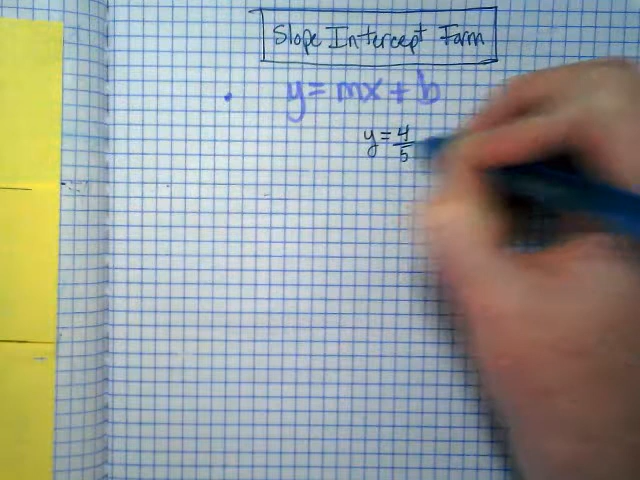 Slope Intercept Form
y = mx + b
y = 4/5